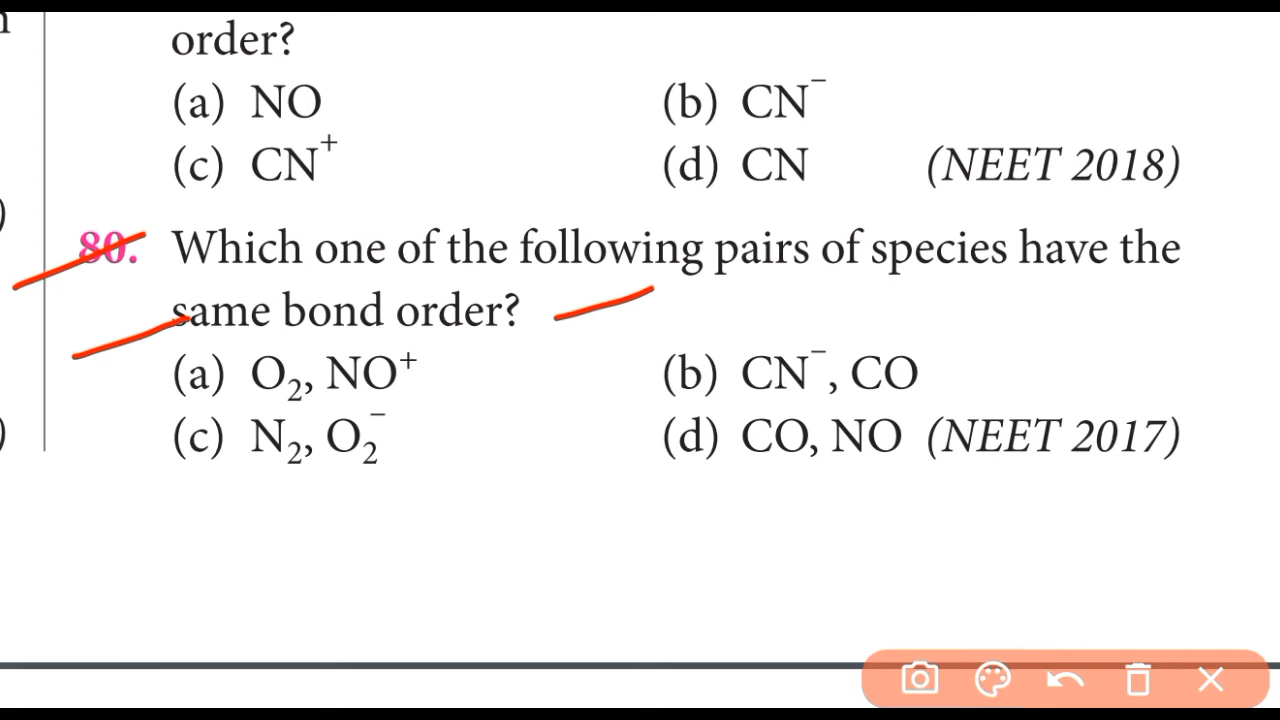 order?
(a) NO (b) CN⁻
(c) CN⁺ (d) CN (NEET 2018)
80. Which one of the following pairs of species have the
same bond order?
(a) O₂, NO⁺ (b) CN⁻, CO
(c) N₂, O₂⁻ (d) CO, NO (NEET 2017)